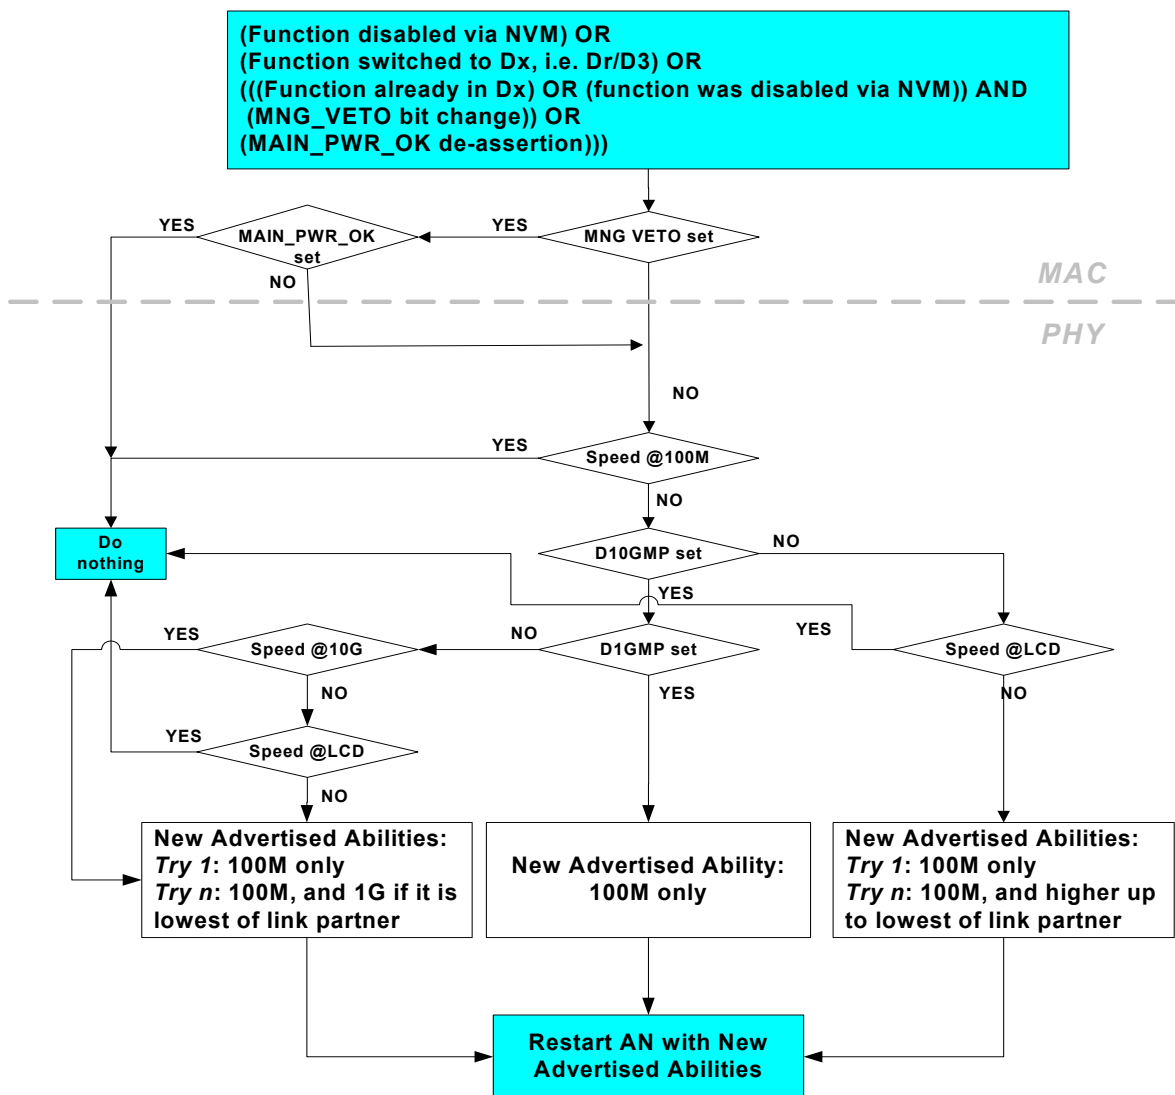 (Function disabled via NVM) OR
(Function switched to Dx, i.e. Dr/D3) OR
(((Function already in Dx) OR (function was disabled via NVM)) AND
(MNG_VETO bit change)) OR
(MAIN_PWR_OK de-assertion)))
YES
MAIN_PWR_OK
set
YES
MNG VETO set
NO
MAC
PHY
NO
YES
Speed @100M
NO
Do
nothing
D10GMP set
NO
YES
YES
Speed @10G
NO
D1GMP set
YES
Speed @LCD
NO
YES
NO
YES
Speed @LCD
NO
New Advertised Abilities:
Try 1: 100M only
Try n: 100M, and 1G if it is
lowest of link partner
New Advertised Ability:
100M only
New Advertised Abilities:
Try 1: 100M only
Try n: 100M, and higher up
to lowest of link partner
Restart AN with New
Advertised Abilities